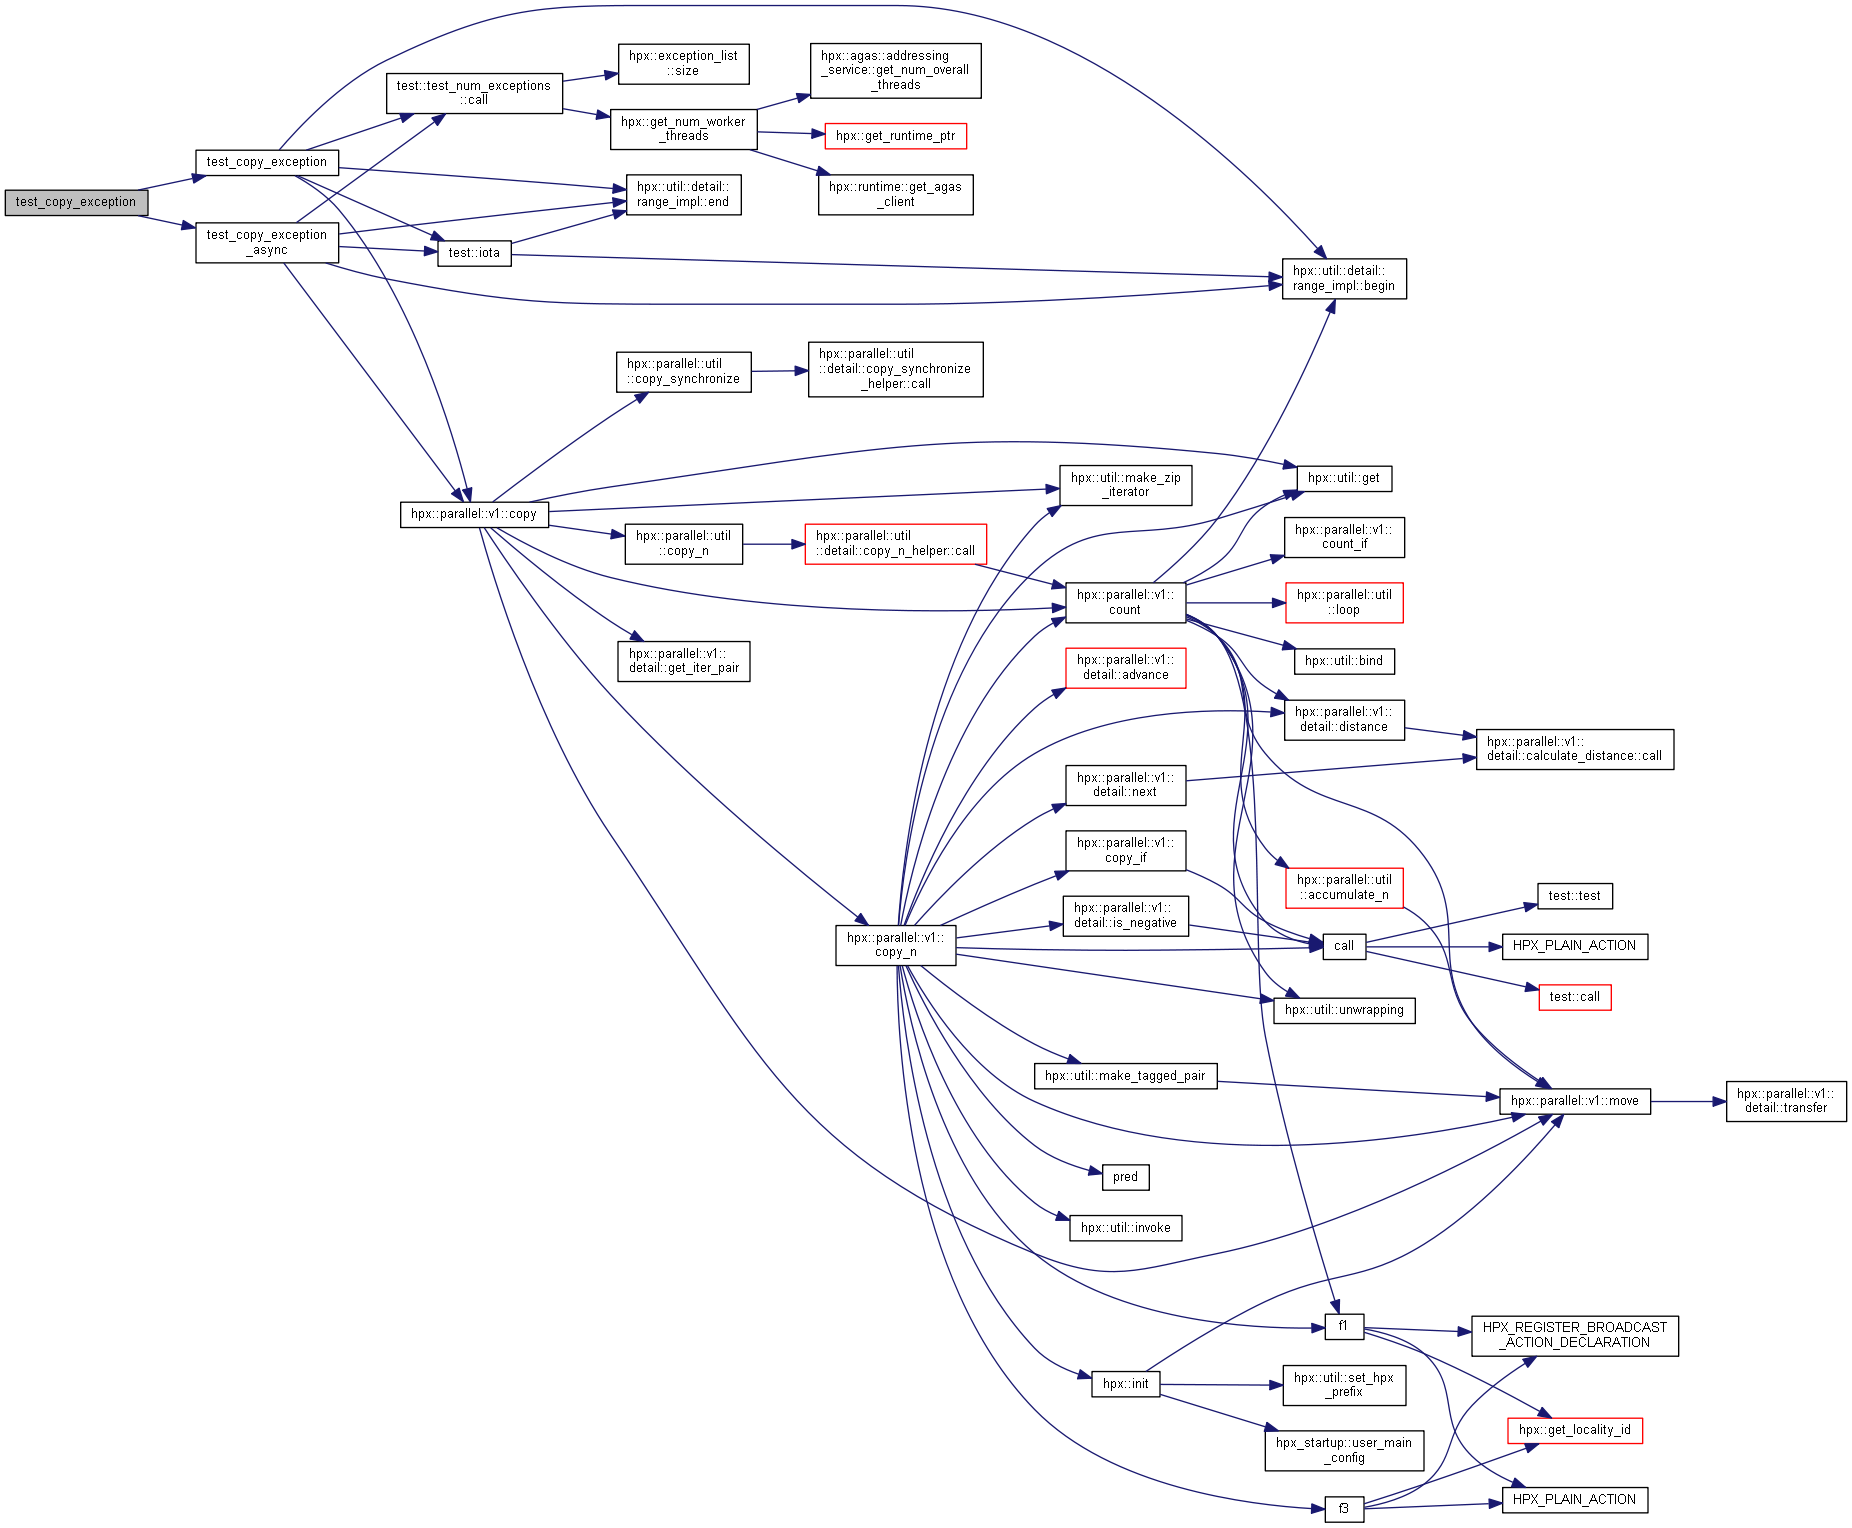 test_copy_exception
test_copy_exception
test_copy_exception
_async
test::test_num_exceptions
::call
test::iota
hpx::exception_list
::size
hpx::get_num_worker
_threads
hpx::util::detail::
range_impl::end
hpx::agas::addressing
_service::get_num_overall
_threads
hpx::get_runtime_ptr
hpx::runtime::get_agas
_client
hpx::util::detail::
range_impl::begin
hpx::parallel::v1::copy
hpx::parallel::util
::copy_synchronize
hpx::parallel::util
::detail::copy_synchronize
_helper::call
hpx::parallel::util
::copy_n
hpx::parallel::util
::detail::copy_n_helper::call
hpx::parallel::v1::
detail::get_iter_pair
hpx::parallel::v1::
copy_n
hpx::util::make_zip
_iterator
hpx::parallel::v1::
count
hpx::parallel::v1::
detail::advance
hpx::parallel::v1::
detail::next
hpx::parallel::v1::
copy_if
hpx::parallel::v1::
detail::is_negative
hpx::util::make_tagged_pair
pred
hpx::util::invoke
hpx::init
hpx::util::get
hpx::parallel::v1::
count_if
hpx::parallel::util
::loop
hpx::util::bind
hpx::parallel::v1::
detail::distance
hpx::parallel::v1::
detail::calculate_distance::call
hpx::parallel::util
::accumulate_n
call
hpx::util::unwrapping
test::test
HPX_PLAIN_ACTION
test::call
hpx::parallel::v1::move
hpx::parallel::v1::
detail::transfer
f1
hpx::util::set_hpx
_prefix
hpx_startup::user_main
_config
f3
HPX_REGISTER_BROADCAST
_ACTION_DECLARATION
hpx::get_locality_id
HPX_PLAIN_ACTION